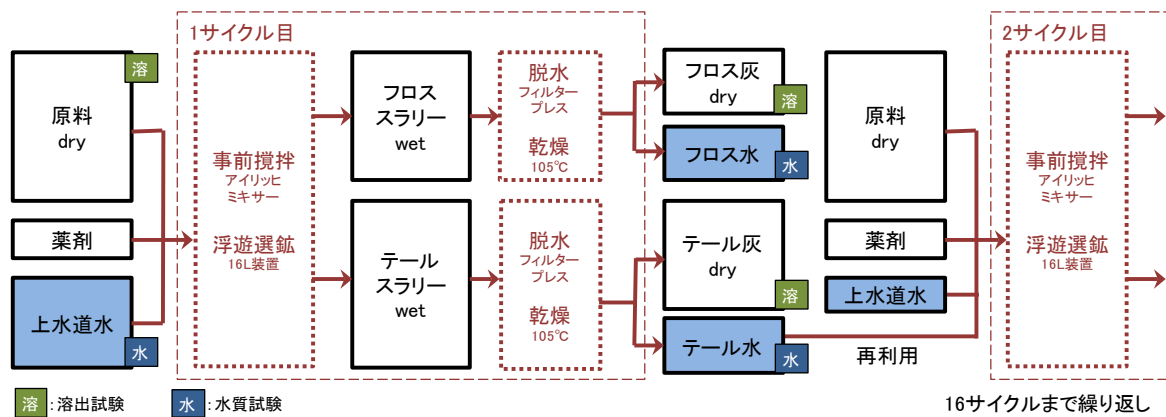 1サイクル目
2サイクル目
原料
dry
溶
薬剤
上水道水
水
事前撹拌
アイリッヒ
ミキサー
浮遊選鉱
16L装置
フロス
スラリー
wet
テール
スラリー
wet
脱水
フィルター
プレス
乾燥
105℃
脱水
フィルター
プレス
乾燥
105℃
フロス灰
dry
溶
フロス水
水
テール灰
dry
溶
テール水
水
原料
dry
薬剤
上水道水
再利用
事前撹拌
アイリッヒ
ミキサー
浮遊選鉱
16L装置
溶:溶出試験
水:水質試験
16サイクルまで繰り返し